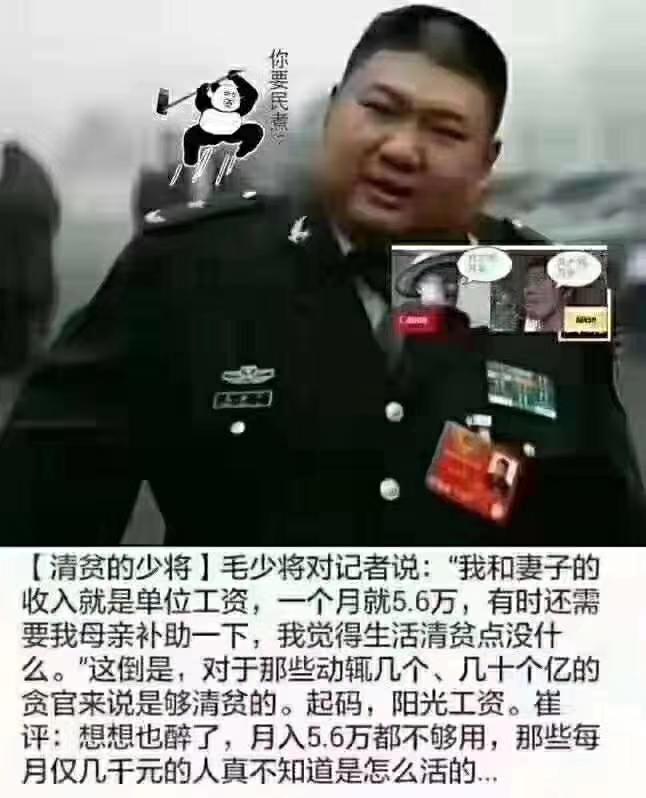 你要民煮
【清贫的少将】毛少将对记者说：“我和妻子的
收入就是单位工资，一个月就5.6万，有时还需
要我母亲补助一下，我觉得生活清贫点没什
么。”这倒是，对于那些动辄几个、几十个亿的
贪官来说是够清贫的。起码，阳光工资。崔
评：想想也醉了，月入5.6万都不够用，那些每
月仅几千元的人真不知道是怎么活的...